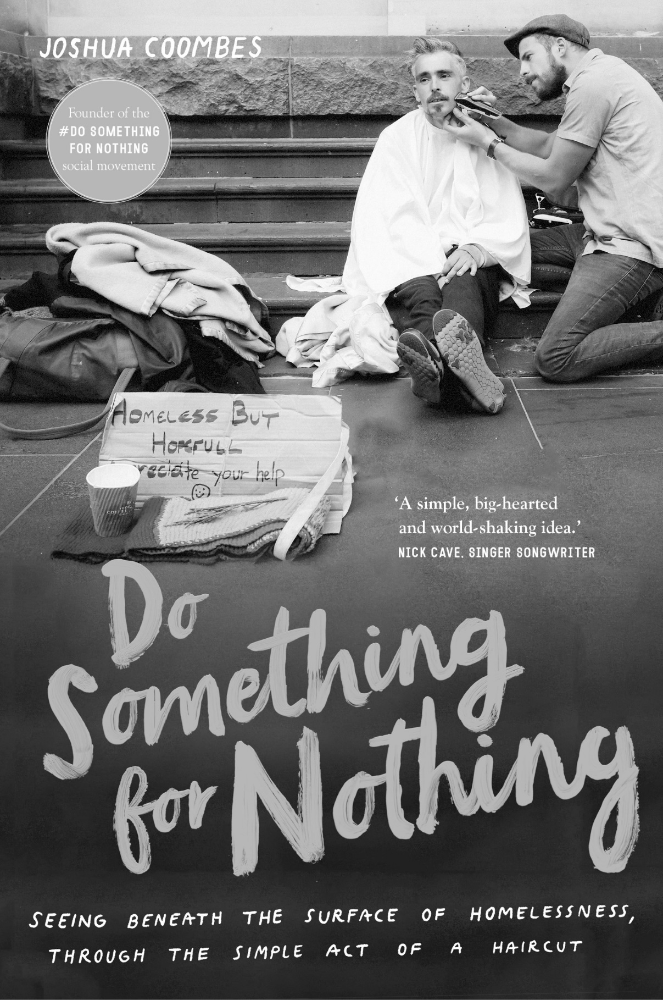 JOSHUA COOMBES
Founder of the
#DO SOMETHING
FOR NOTHING
social movement
HOMELESS BUT
HOPEFULL
your help
COFFEE
‘A simple, big-hearted
and world-shaking idea.’
NICK CAVE, SINGER SONGWRITER
Do
Something
for Nothing
SEEING BENEATH THE SURFACE OF HOMELESSNESS,
THROUGH THE SIMPLE ACT OF A HAIRCUT